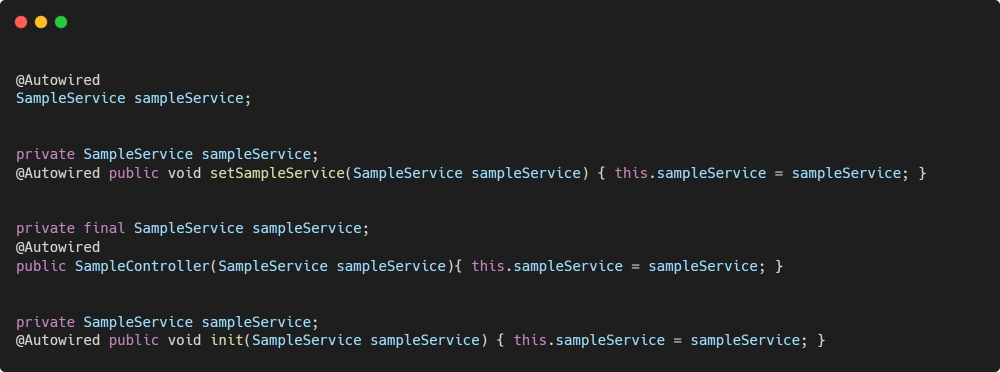 @Autowired
SampleService sampleService;
private SampleService sampleService;
@Autowired public void setSampleService(SampleService sampleService) { this.sampleService = sampleService; }
private final SampleService sampleService;
@Autowired
public SampleController(SampleService sampleService){ this.sampleService = sampleService; }
private SampleService sampleService;
@Autowired public void init(SampleService sampleService) { this.sampleService = sampleService; }